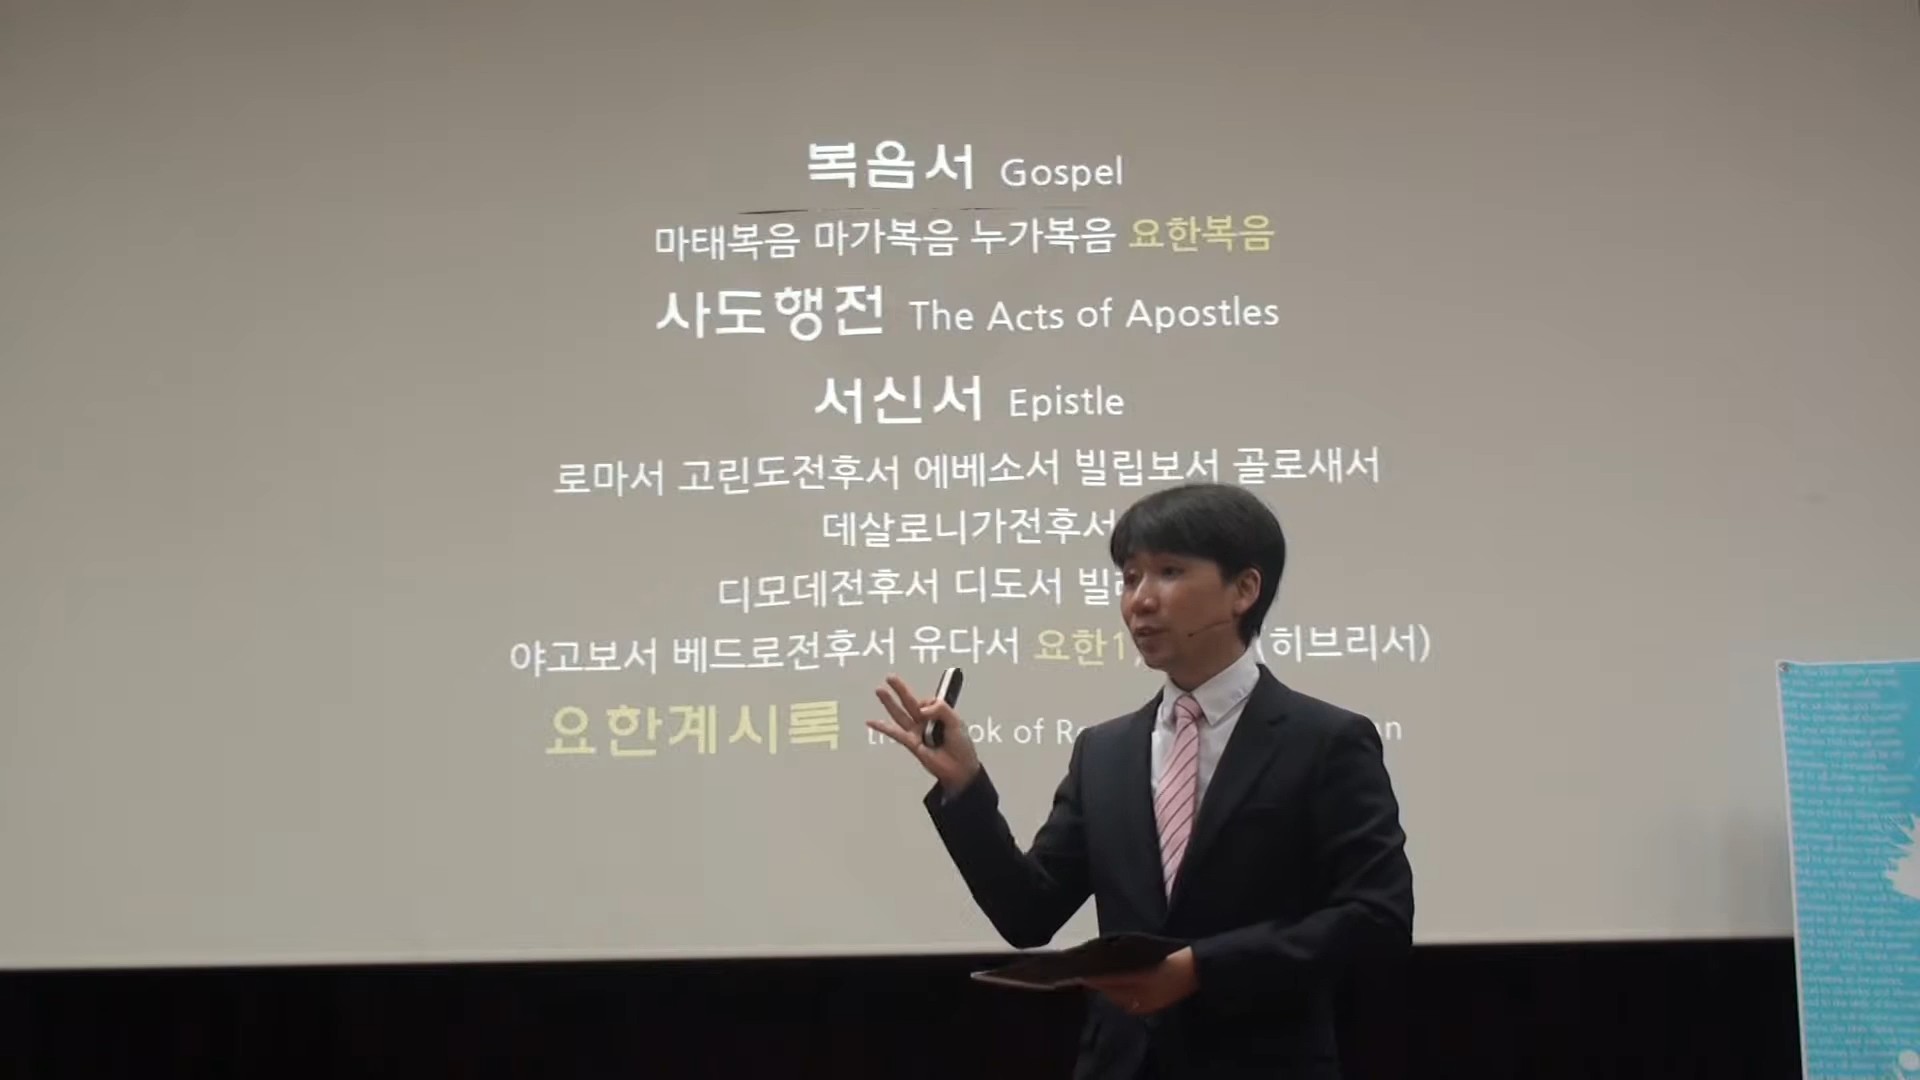 복음서 Gospel
마태복음 마가복음 누가복음 요한복음
사도행전 The Acts of Apostles
서신서 Epistle
로마서 고린도전후서 에베소서 빌립보서 골로새서
데살로니가전후서
디모데전후서 디도서
야고보서 베드로전후서 유다서 요한1, (히브리서)
요한계시록 of